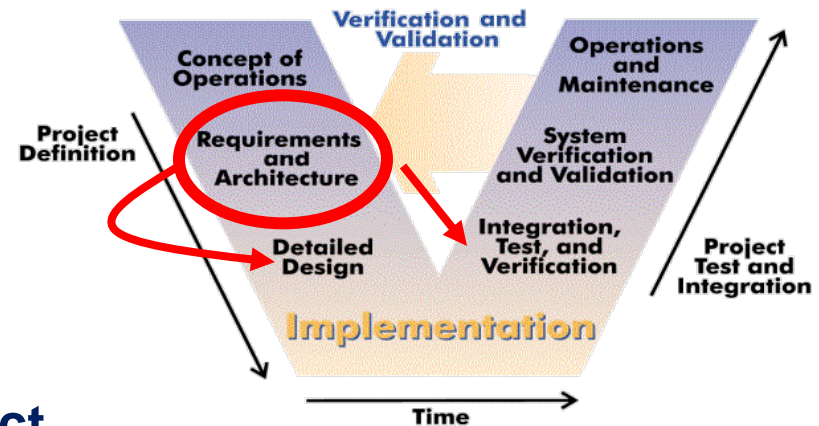 Verification and
Validation
Concept of
Operations
Operations
and
Maintenance
Project
Definition
Requirements
and
Architecture
System
Verification
and Validation
Detailed
Design
Integration,
Test, and
Verification
Project
Test and
Integration
Implementation
Time